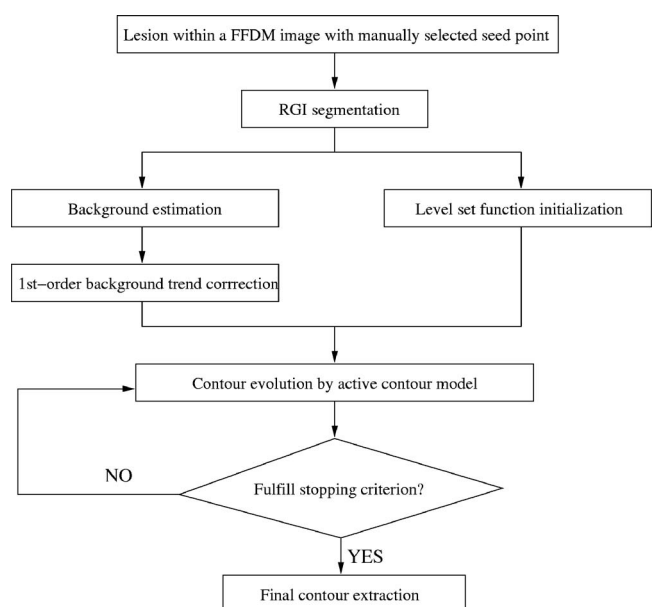 Lesion within a FFDM image with manually selected seed point
RGI segmentation
Background estimation
Level set function initialization
1st−order background trend corrrection
Contour evolution by active contour model
NO
Fulfill stopping criterion?
YES
Final contour extraction